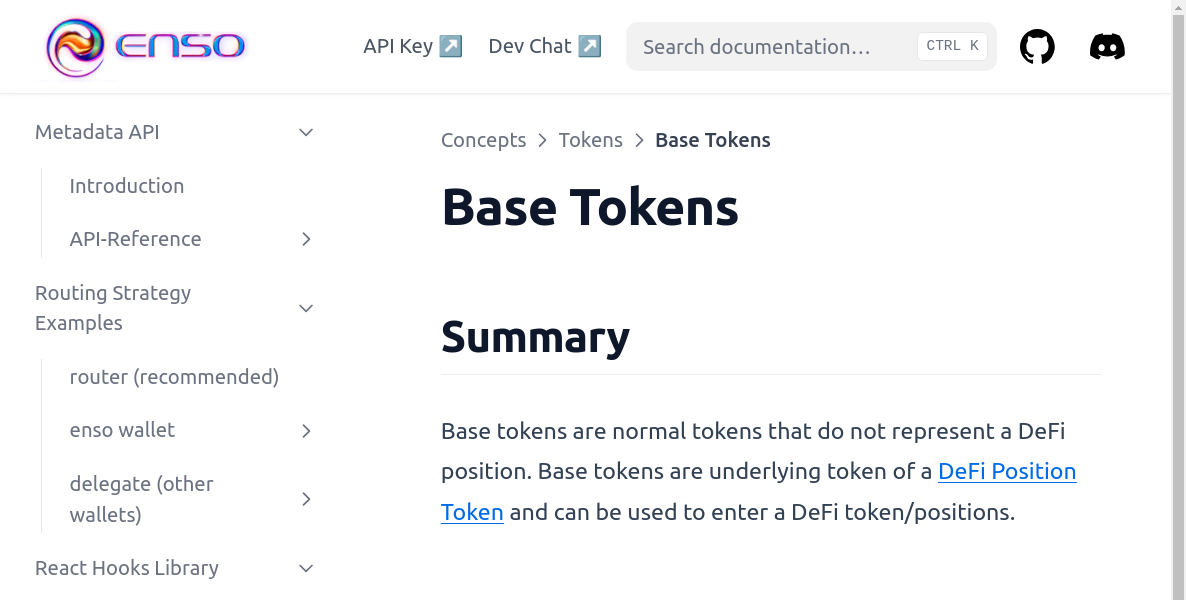 ENSO
API Key ↗
Dev Chat ↗
Search documentation…
CTRL K
Metadata API
Introduction
API-Reference
Routing Strategy
Examples
router (recommended)
enso wallet
delegate (other
wallets)
React Hooks Library
Concepts > Tokens > Base Tokens
Base Tokens
Summary
Base tokens are normal tokens that do not represent a DeFi
position. Base tokens are underlying token of a DeFi Position
Token and can be used to enter a DeFi token/positions.